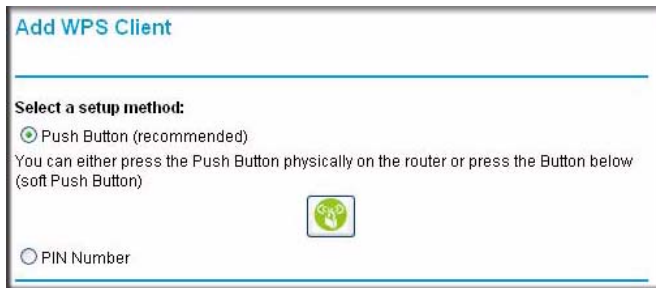 Add WPS Client
Select a setup method:
Push Button (recommended)
You can either press the Push Button physically on the router or press the Button below
(soft Push Button)
PIN Number